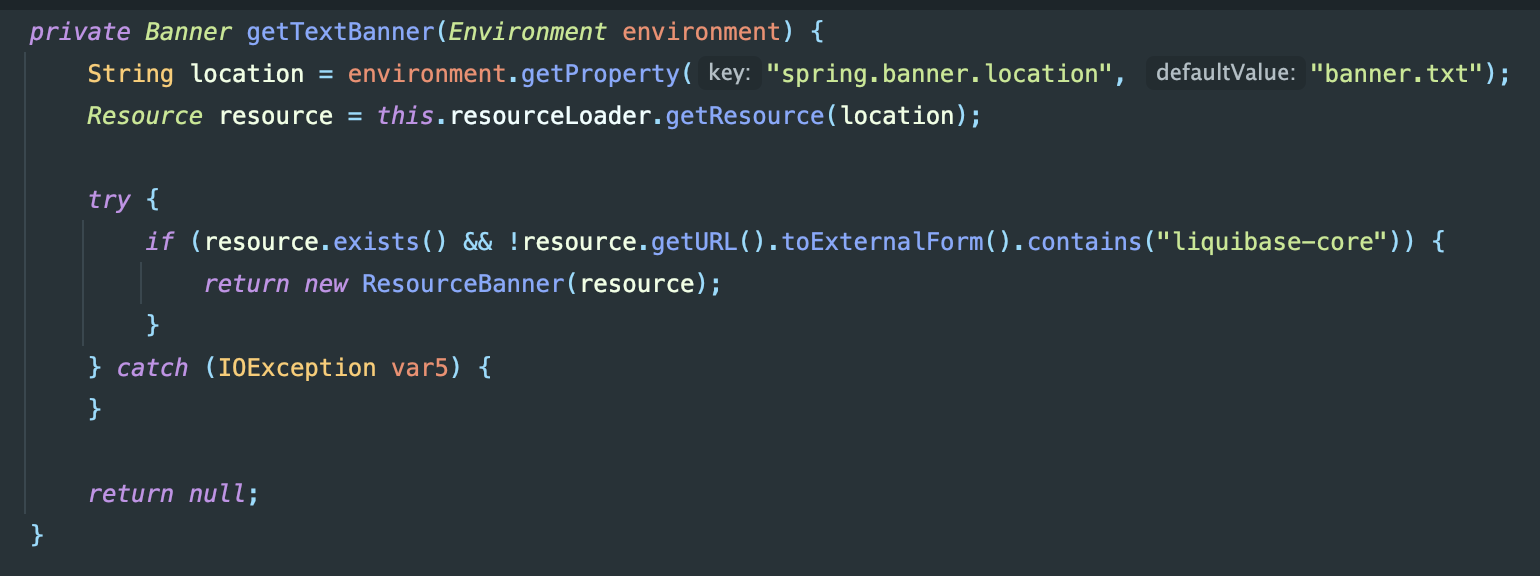 private Banner getTextBanner(Environment environment) {
    String location = environment.getProperty( key: "spring.banner.location", defaultValue: "banner.txt");
    Resource resource = this.resourceLoader.getResource(location);

    try {
        if (resource.exists() && !resource.getURL().toExternalForm().contains("liquibase-core")) {
            return new ResourceBanner(resource);
        }
    } catch (IOException var5) {
    }

    return null;
}